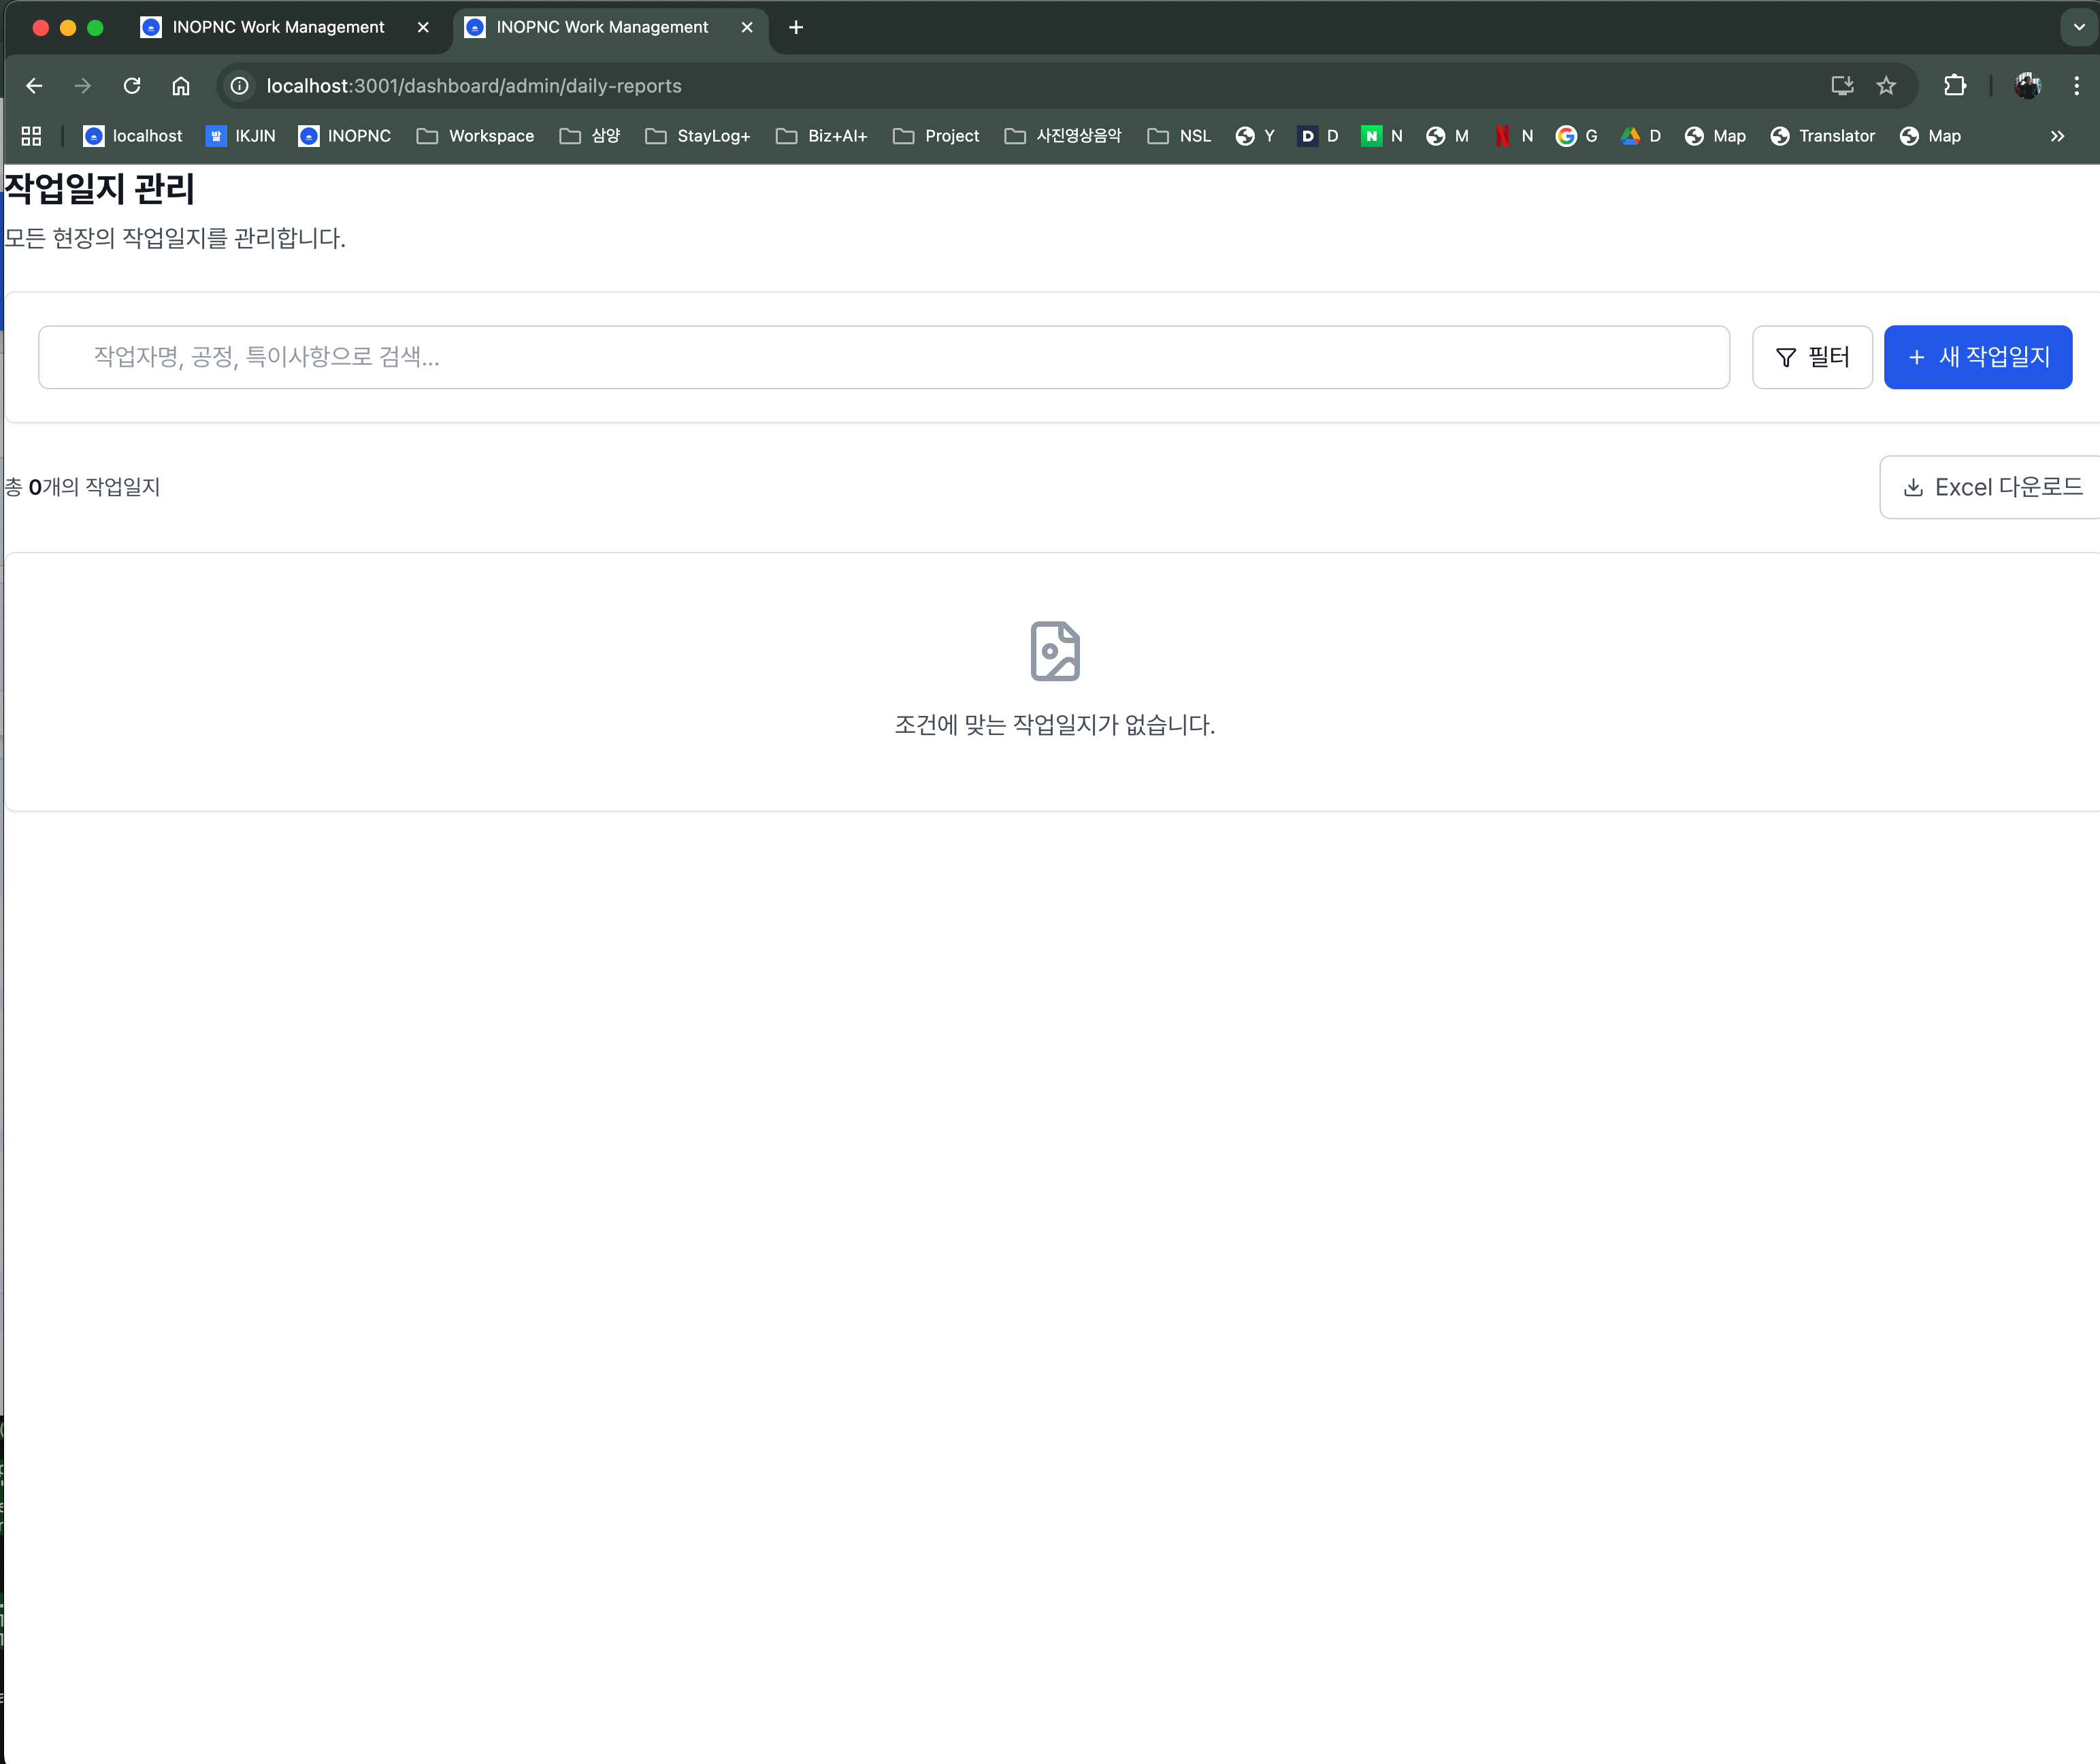 INOPNC Work Management
INOPNC Work Management
localhost:3001/dashboard/admin/daily-reports
localhost
발 IKJIN
INOPNC
Workspace
삼양
StayLog+
Biz+AI+
Project
사진영상음악
NSL
Y
D D
N N
M
N
G
D
Map
Translator
Map
작업일지 관리
모든 현장의 작업일지를 관리합니다.
작업자명, 공정, 특이사항으로 검색...
필터
+ 새 작업일지
총 0개의 작업일지
Excel 다운로드
조건에 맞는 작업일지가 없습니다.